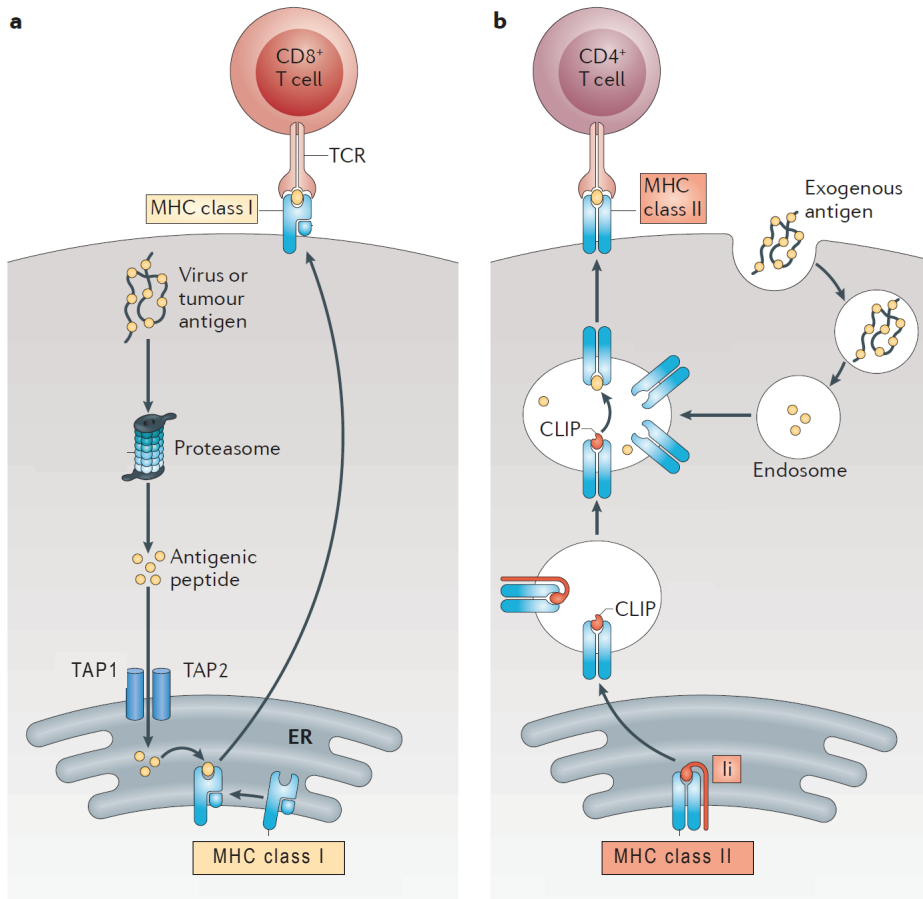 a
CD8+
T cell
TCR
MHC class I
Virus or
tumour
antigen
Proteasome
Antigenic
peptide
TAP1
TAP2
ER
MHC class I
b
CD4+
T cell
MHC
class II
Exogenous
antigen
CLIP
Endosome
CLIP
Ii
MHC class II